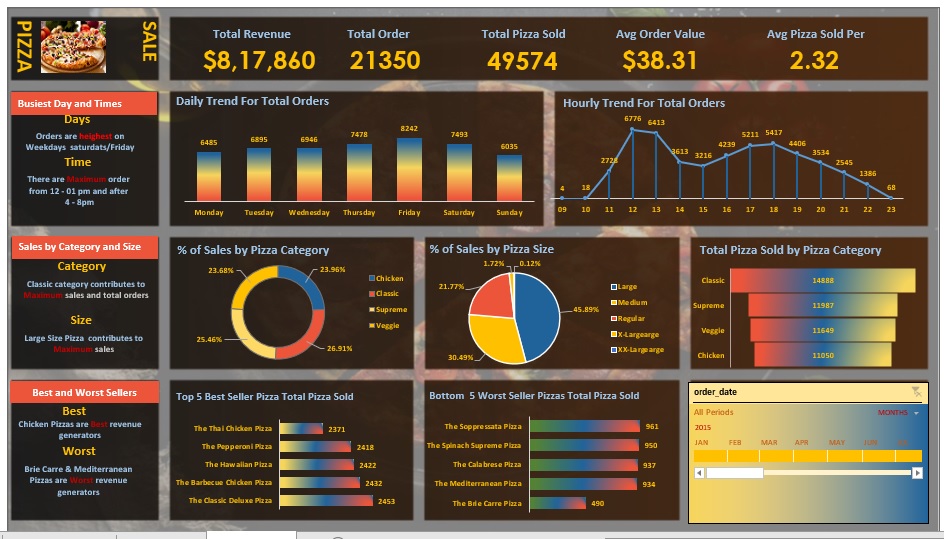 PIZZA
SALE
Total Revenue
$8,17,860
Total Order
21350
Total Pizza Sold
49574
Avg Order Value
$38.31
Avg Pizza Sold Per
2.32
Busiest Day and Times
Days
Orders are heighest on
Weekdays saturdats/Friday
Time
There are Maximum order
from 12 - 01 pm and after
4 - 8pm
Daily Trend For Total Orders
6485
6895
6946
7478
8242
7493
6035
Monday
Tuesday
Wednesday
Thursday
Friday
Saturday
Sunday
Hourly Trend For Total Orders
4
18
2728
6776
6413
3613
3216
4239
5211
5417
4406
3534
2545
1386
68
09 10 11 12 13 14 15 16 17 18 19 20 21 22 23
Sales by Category and Size
Category
Classic category contributes to
Maximum sales and total orders
Size
Large Size Pizla contributes to
Maximum sales
% of Sales by Pizza Category
23.68%
23.96%
25.46%
26.91%
Chicken
Classic
Supreme
Veggie
% of Sales by Pizza Size
1.72%
0.12%
21.77%
45.89%
30.49%
Large
Medium
Regular
X-Largearge
XX-Largearge
Total Pizza Sold by Pizza Category
Classic 14888
Supreme 11987
Veggie 11649
Chicken 11050
Best and Worst Sellers
Best
Chicken Pizzas are Best revenue
generators
Worst
Brie Carre & Mediterranean
Pizzas are Worst revenue
generators
Top 5 Best Seller Pizza Total Pizza Sold
The Thai Chicken Pizza 2371
The Pepperoni Pizza 2418
The Hawaiian Pizza 2422
The Barbecue Chicken Pizza 2432
The Classic Deluxe Pizza 2453
Bottom 5 Worst Seller Pizzas Total Pizza Sold
The Soppressata Pizza 961
The Spinach Supreme Pizza 950
The Calabrese Pizza 937
The Mediterranean Pizza 934
The Brie Carre Pizza 490
order_date
All Periods
MONTHS
2015
JAN FEB MAR APR MAY JUN